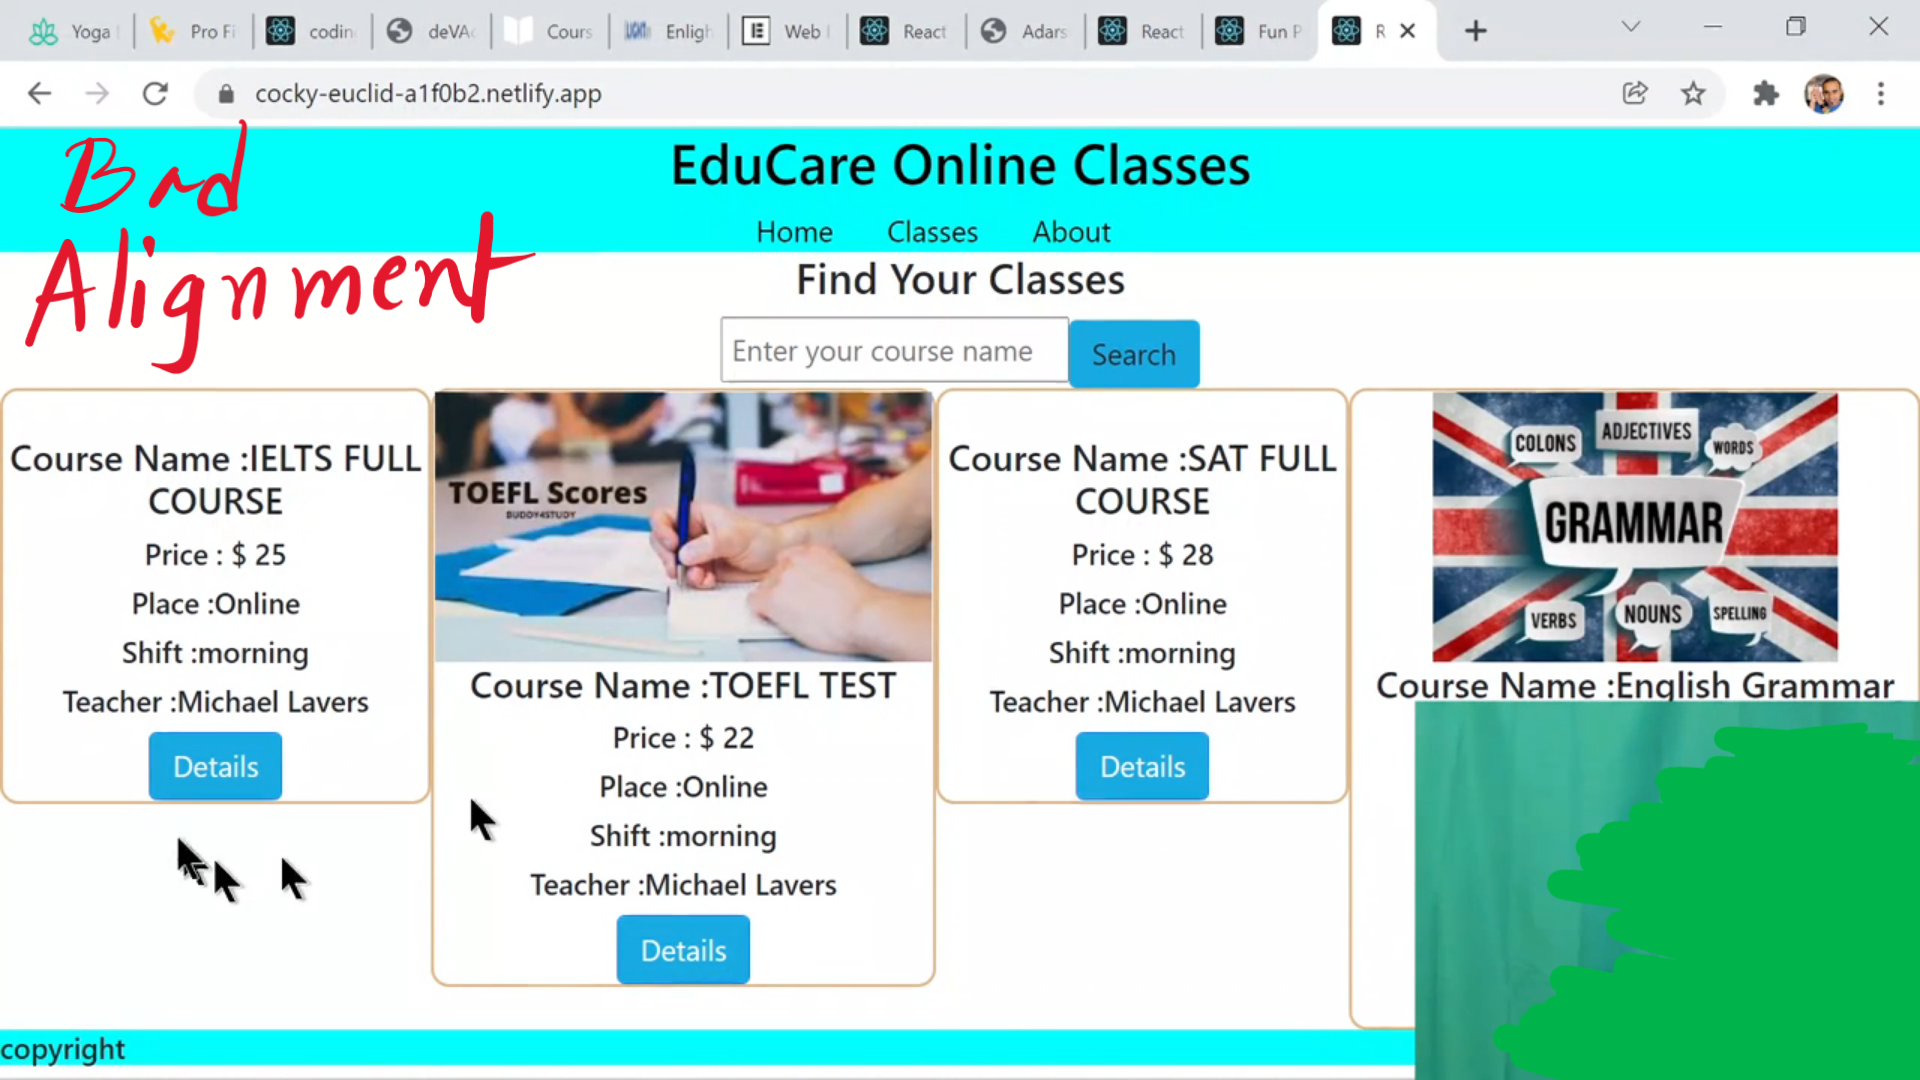 Yoga
Pro Fi
codin
deVAc
Cours
Enligh
Web
React
Adars
React
Fun P
R
cocky-euclid-a1f0b2.netlify.app
Bad
Alignment
EduCare Online Classes
Home Classes About
Find Your Classes
Enter your course name Search
Course Name :IELTS FULL
COURSE
Price : $ 25
Place :Online
Shift :morning
Teacher :Michael Lavers
Details
TOEFL Scores
BUDDY4STUDY
Course Name :TOEFL TEST
Price : $ 22
Place :Online
Shift :morning
Teacher :Michael Lavers
Details
Course Name :SAT FULL
COURSE
Price : $ 28
Place :Online
Shift :morning
Teacher :Michael Lavers
Details
COLONS ADJECTIVES WORDS
GRAMMAR
VERBS NOUNS SPELLING
Course Name :English Grammar
copyright